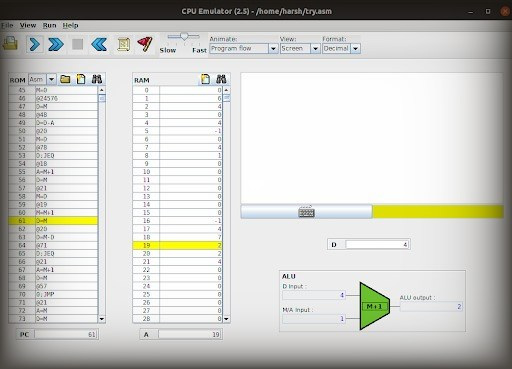 CPU Emulator (2.5) - /home/harsh/try.asm
File View Run Help
Slow Fast
Animate:
Program flow
View:
Screen
Format:
Decimal
ROM Asm
45 M=D
46 @24576
47 D=M
48 @48
49 D=D-A
50 @20
51 M=D
52 @78
53 D;JEQ
54 @18
55 A=M+1
56 D=M
57 @21
58 M=D
59 @19
60 M=M+1
61 D=M
62 @20
63 D=M-D
64 @71
65 D;JEQ
66 @21
67 A=M+1
68 D=M
69 @57
70 0;JMP
71 @21
72 A=M
73 D=M
PC 61
RAM
0 0
1 6
2 0
3 4
4 4
5 -1
6 0
7 4
8 1
9 0
10 0
11 0
12 0
13 0
14 0
15 0
16 -1
17 4
18 7
19 2
20 2
21 4
22 0
23 0
24 0
25 0
26 0
27 0
28 0
A 19
D 4
ALU
D Input :
4
M/A Input :
1
M+1
ALU output :
2